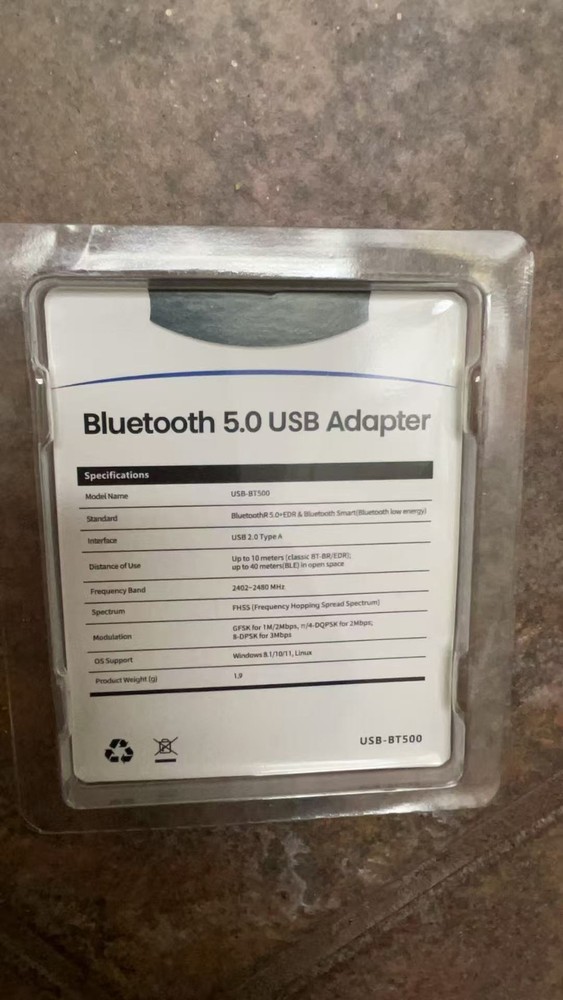 Bluetooth 5.0 USB Adapter
Specifications
Model Name USB-BT500
Standard BluetoothR 5.0+EDR & Bluetooth Smart(Bluetooth low energy)
Interface USB 2.0 Type A
Distance of Use Up to 10 meters (classic BT-BR/EDR);
up to 40 meters(BLE) in open space
Frequency Band 2402~2480 MHz
Spectrum FHSS (Frequency Hopping Spread Spectrum)
Modulation GFSK for 1M/2Mbps, π/4-DQPSK for 2Mbps;
8-DPSK for 3Mbps
OS Support Windows 8.1/10/11, Linux
Product Weight (g) 1.9
USB-BT500